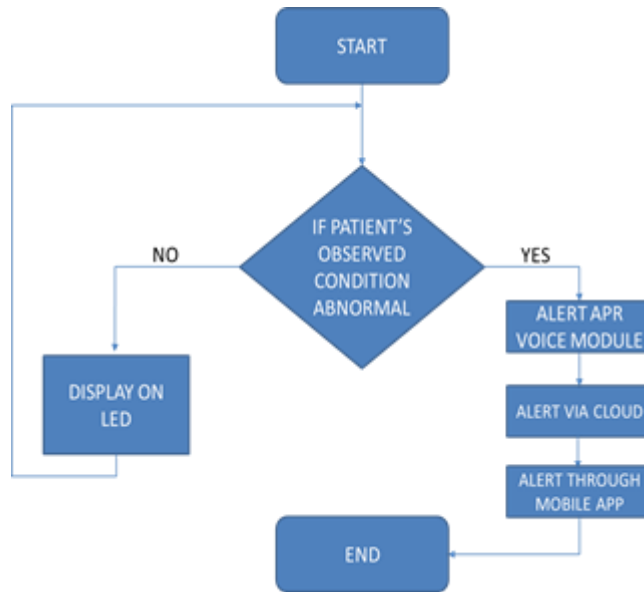 START
IF PATIENT'S
OBSERVED
CONDITION
ABNORMAL
NO
YES
DISPLAY ON
LED
ALERT APR
VOICE MODULE
ALERT VIA CLOUD
ALERT THROUGH
MOBILE APP
END